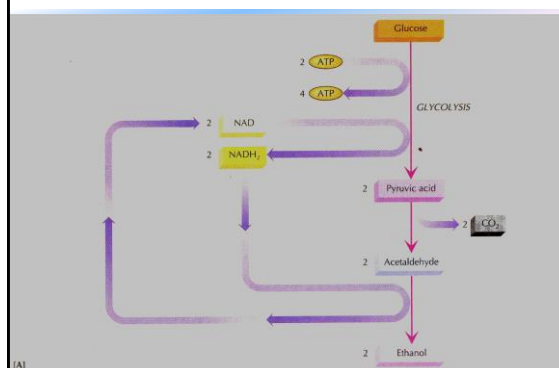 Glucose
2 ATP
4 ATP
GLYCOLYSIS
2 NAD
2 NADH₂
2 Pyruvic acid
2 CO₂
2 Acetaldehyde
2 Ethanol
[A]